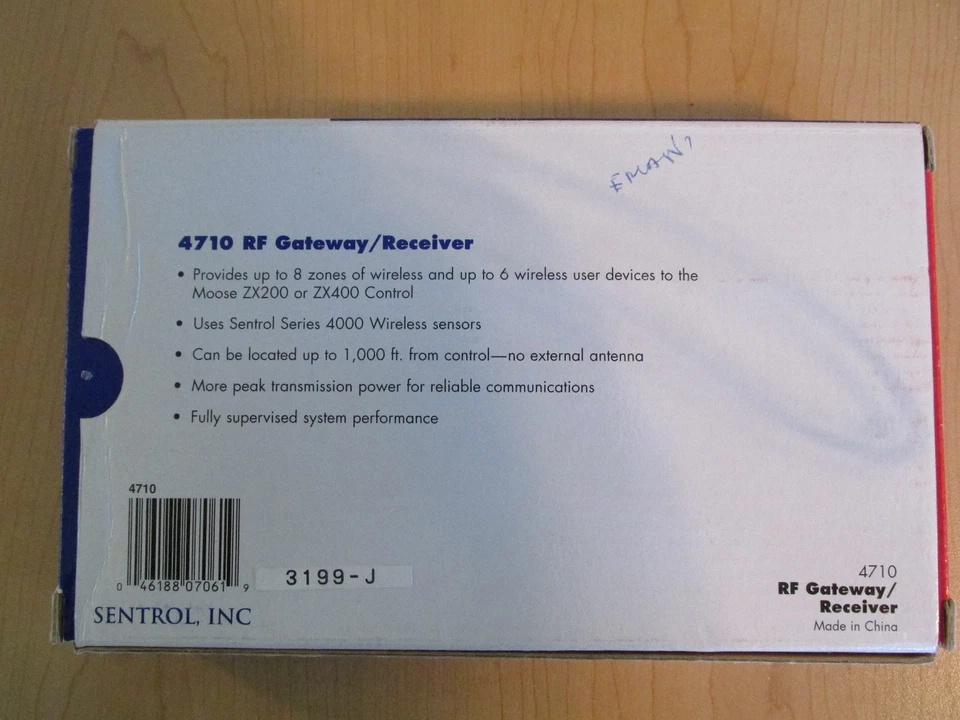 4710 RF Gateway/Receiver
• Provides up to 8 zones of wireless and up to 6 wireless user devices to the
Moose ZX200 or ZX400 Control
• Uses Sentrol Series 4000 Wireless sensors
• Can be located up to 1,000 ft. from control—no external antenna
• More peak transmission power for reliable communications
• Fully supervised system performance
4710
0 46188 07061 9
3199-J
SENTROL, INC
4710
RF Gateway/
Receiver
Made in China